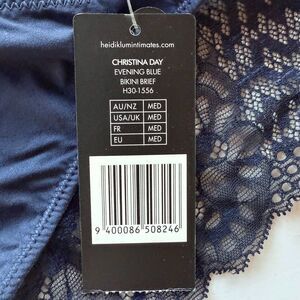 heidiklumintimates.com
CHRISTINA DAY
EVENING BLUE
BIKINI BRIEF
H30-1556
AU/NZ MED
USA/UK MED
FR MED
EU MED
9 400086 508246